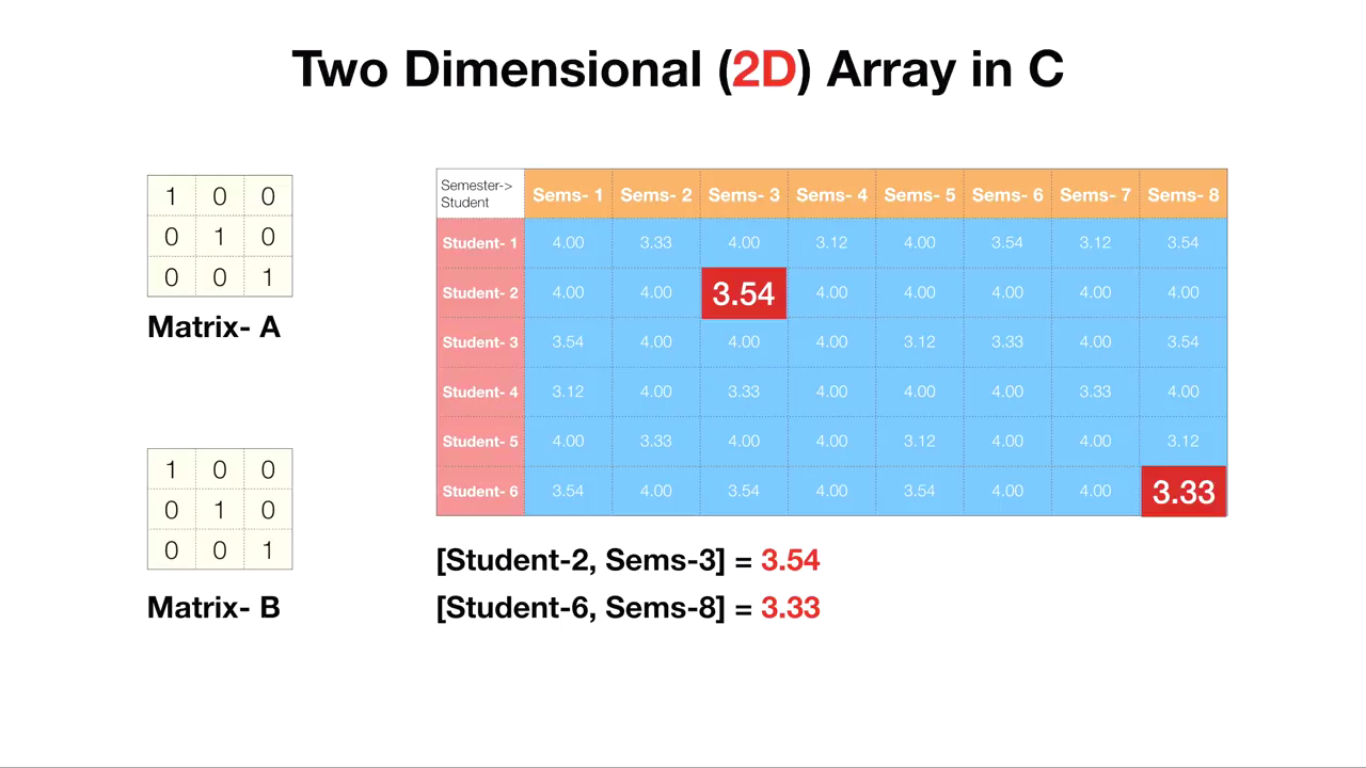 Two Dimensional (2D) Array in C
1 0 0
0 1 0
0 0 1
Matrix- A
1 0 0
0 1 0
0 0 1
Matrix- B
Semester->
Student
Sems- 1 Sems- 2 Sems- 3 Sems- 4 Sems- 5 Sems- 6 Sems- 7 Sems- 8
Student- 1 4.00 3.33 4.00 3.12 4.00 3.54 3.12 3.54
Student- 2 4.00 4.00 3.54 4.00 4.00 4.00 4.00 4.00
Student- 3 3.54 4.00 4.00 4.00 3.12 3.33 4.00 3.54
Student- 4 3.12 4.00 3.33 4.00 4.00 4.00 3.33 4.00
Student- 5 4.00 3.33 4.00 4.00 3.12 4.00 4.00 3.12
Student- 6 3.54 4.00 3.54 4.00 3.54 4.00 4.00 3.33
[Student-2, Sems-3] = 3.54
[Student-6, Sems-8] = 3.33